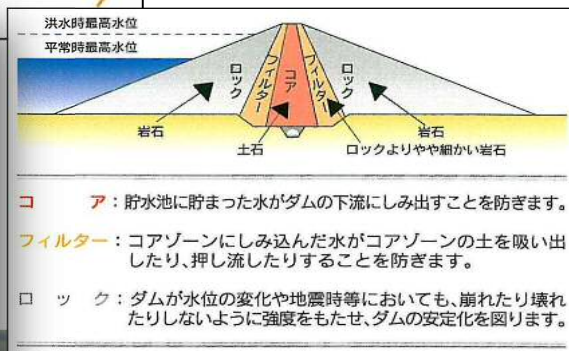 洪水時最高水位
平常時最高水位
ロック
フィルター
コア
フィルター
ロック
岩石
土石
岩石
ロックよりやや細かい岩石
コア：貯水池に貯まった水がダムの下流にしみ出すことを防ぎます。
フィルター：コアゾーンにしみ込んだ水がコアゾーンの土を吸い出
したり、押し流したりすることを防ぎます。
ロック：ダムが水位の変化や地震時等においても、崩れたり壊れ
たりしないように強度をもたせ、ダムの安定化を図ります。